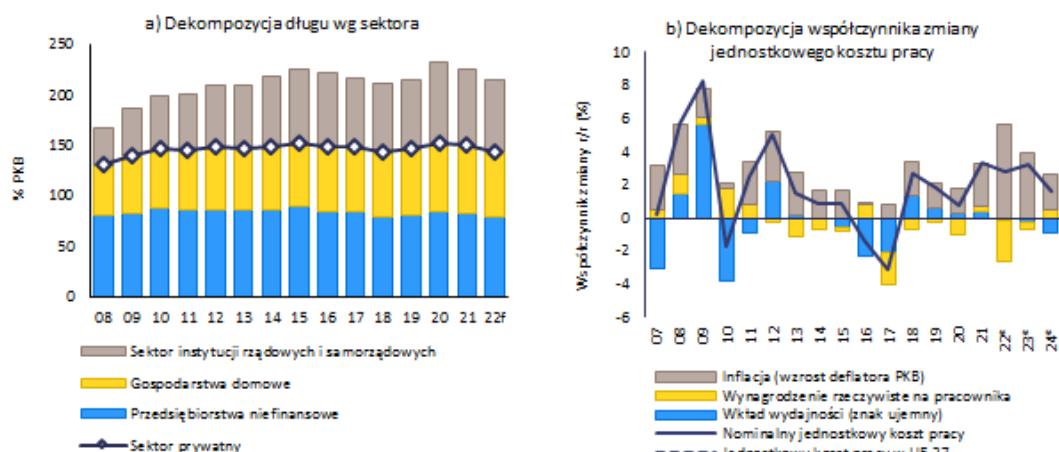 a) Dekompozycja długu wg sektora
250
200
150
100
50
0
% PKB
08 09 10 11 12 13 14 15 16 17 18 19 20 21 22f
Sektor instytucji rządowych i samorządowych
Gospodarstwa domowe
Przedsiębiorstwa niefinansowe
Sektor prywatny
b) Dekompozycja współczynnika zmiany
jednostkowego kosztu pracy
10
8
6
4
2
0
-2
-4
-6
Współczynnik zmiany r/r (%)
07 08 09 10 11 12 13 14 15 16 17 18 19 20 21 22* 23* 24*
Inflacja (wzrost deflatora PKB)
Wynagrodzenie rzeczywiste na pracownika
Wkład wydajności (znak ujemny)
Nominalny jednostkowy koszt pracy